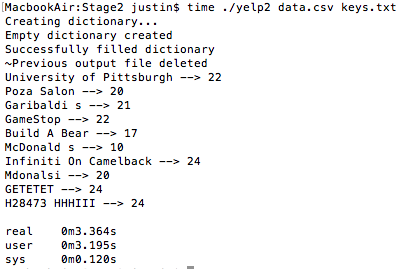 [MacbookAir:Stage2 justin$ time ./yelp2 data.csv keys.txt
Creating dictionary...
Empty dictionary created
Successfully filled dictionary
~Previous output file deleted
University of Pittsburgh --> 22
Poza Salon --> 20
Garibaldi s --> 21
GameStop --> 22
Build A Bear --> 17
McDonald s --> 10
Infiniti On Camelback --> 24
Mdonalsi --> 20
GETETET --> 24
H28473 HHHIII --> 24
real 0m3.364s
user 0m3.195s
sys 0m0.120s